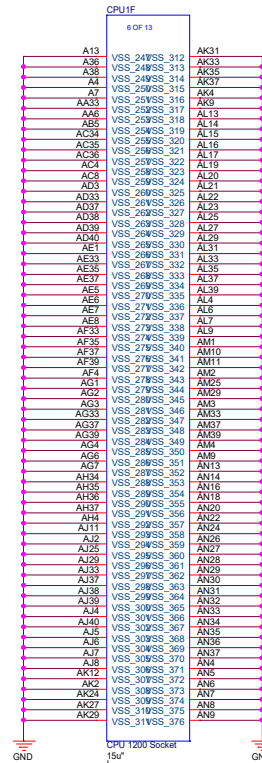 CPU1F
6 OF 13
A13 VSS_247 VSS_312 AK31
A36 VSS_248 VSS_313 AK33
A38 VSS_249 VSS_314 AK35
A4 VSS_250 VSS_315 AK37
A7 VSS_251 VSS_316 AK4
AA33 VSS_252 VSS_317 AK9
AA6 VSS_253 VSS_318 AL13
AB5 VSS_254 VSS_319 AL14
AC34 VSS_255 VSS_320 AL15
AC35 VSS_256 VSS_321 AL16
AC36 VSS_257 VSS_322 AL17
AC4 VSS_258 VSS_323 AL19
AC8 VSS_259 VSS_324 AL20
AD3 VSS_260 VSS_325 AL21
AD33 VSS_261 VSS_326 AL22
AD37 VSS_262 VSS_327 AL23
AD38 VSS_263 VSS_328 AL25
AD39 VSS_264 VSS_329 AL27
AD40 VSS_265 VSS_330 AL29
AE1 VSS_266 VSS_331 AL31
AE33 VSS_267 VSS_332 AL33
AE35 VSS_268 VSS_333 AL35
AE37 VSS_269 VSS_334 AL37
AE5 VSS_270 VSS_335 AL39
AE6 VSS_271 VSS_336 AL4
AE7 VSS_272 VSS_337 AL6
AE8 VSS_273 VSS_338 AL7
AF33 VSS_274 VSS_339 AL9
AF35 VSS_275 VSS_340 AM1
AF37 VSS_276 VSS_341 AM10
AF39 VSS_277 VSS_342 AM11
AF4 VSS_278 VSS_343 AM2
AG1 VSS_279 VSS_344 AM25
AG2 VSS_280 VSS_345 AM29
AG3 VSS_281 VSS_346 AM3
AG33 VSS_282 VSS_347 AM33
AG37 VSS_283 VSS_348 AM37
AG39 VSS_284 VSS_349 AM39
AG4 VSS_285 VSS_350 AM4
AG6 VSS_286 VSS_351 AM9
AG7 VSS_287 VSS_352 AN13
AH34 VSS_288 VSS_353 AN14
AH35 VSS_289 VSS_354 AN16
AH36 VSS_290 VSS_355 AN18
AH37 VSS_291 VSS_356 AN20
AH4 VSS_292 VSS_357 AN22
AJ11 VSS_293 VSS_358 AN24
AJ2 VSS_294 VSS_359 AN26
AJ25 VSS_295 VSS_360 AN27
AJ29 VSS_296 VSS_361 AN28
AJ33 VSS_297 VSS_362 AN29
AJ37 VSS_298 VSS_363 AN30
AJ38 VSS_299 VSS_364 AN31
AJ39 VSS_300 VSS_365 AN32
AJ4 VSS_301 VSS_366 AN33
AJ40 VSS_302 VSS_367 AN34
AJ5 VSS_303 VSS_368 AN35
AJ6 VSS_304 VSS_369 AN36
AJ7 VSS_305 VSS_370 AN37
AJ8 VSS_306 VSS_371 AN4
AK12 VSS_307 VSS_372 AN5
AK2 VSS_308 VSS_373 AN6
AK24 VSS_309 VSS_374 AN7
AK27 VSS_310 VSS_375 AN8
AK29 VSS_311 VSS_376 AN9
CPU 1200 Socket
15u"
GND